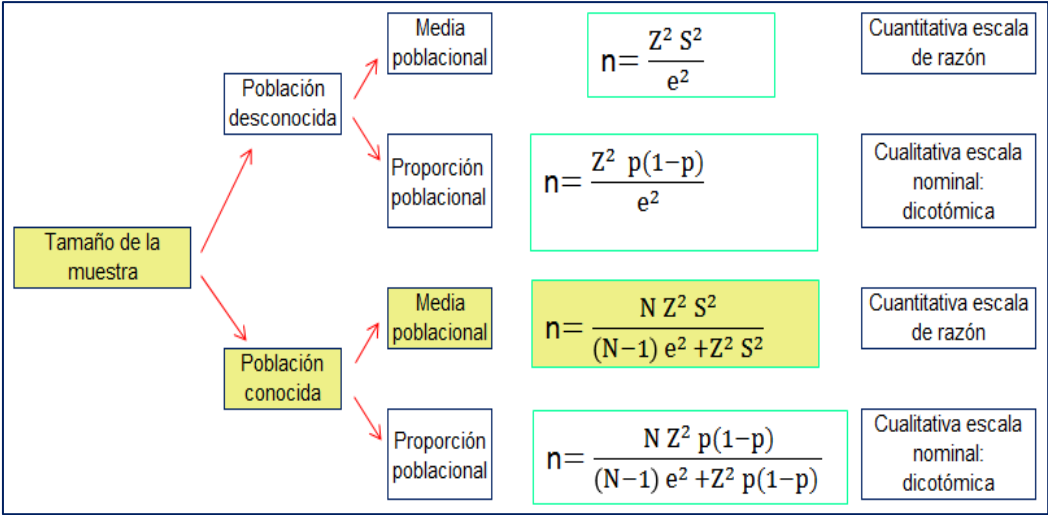 Media
poblacional
n= Z² S² / e²
Cuantitativa escala
de razón
Población
desconocida
Proporción
poblacional
n= Z² p(1−p) / e²
Cualitativa escala
nominal:
dicotómica
Tamaño de la
muestra
Media
poblacional
n= N Z² S² / (N−1) e² +Z² S²
Cuantitativa escala
de razón
Población
conocida
Proporción
poblacional
n= N Z² p(1−p) / (N−1) e² +Z² p(1−p)
Cualitativa escala
nominal:
dicotómica